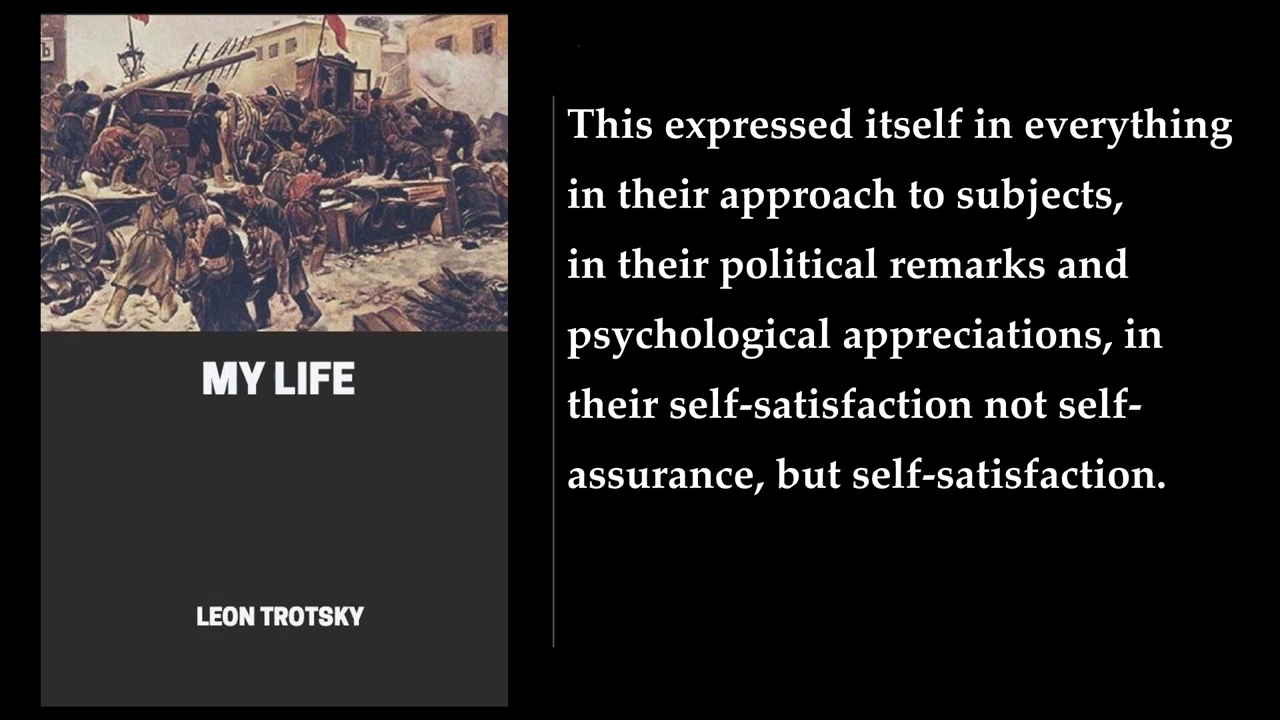 Ъ
MY LIFE
LEON TROTSKY
This expressed itself in everything
in their approach to subjects,
in their political remarks and
psychological appreciations, in
their self-satisfaction not self-
assurance, but self-satisfaction.